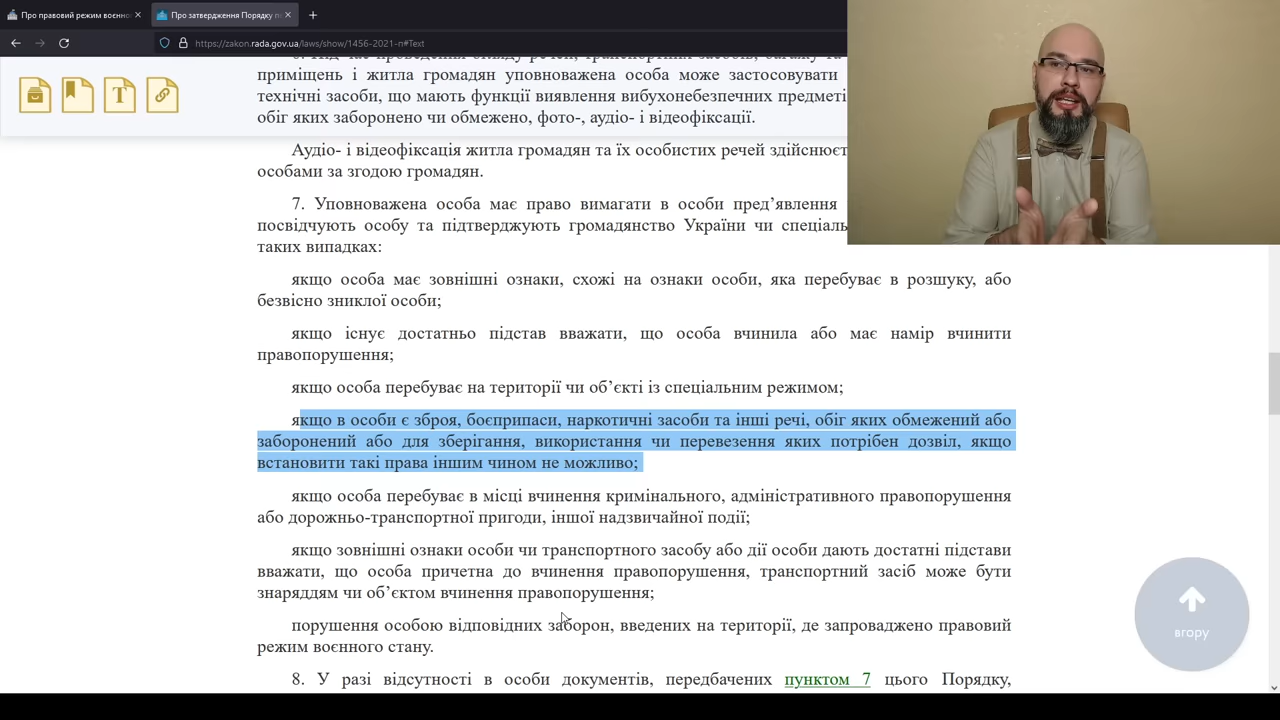 Про правовий режим воєнно
Про затвердження Порядку п
https://zakon.rada.gov.ua/laws/show/1456-2021-п#Text
приміщень і житла громадян уповноважена особа може застосовувати
технічні засоби, що мають функції виявлення вибухонебезпечних предметі
обіг яких заборонено чи обмежено, фото-, аудіо- і відеофіксації.
Аудіо- і відеофіксація житла громадян та їх особистих речей здійснюєт
особами за згодою громадян.
7. Уповноважена особа має право вимагати в особи пред’явлення
посвідчують особу та підтверджують громадянство України чи спеціаль
таких випадках:
якщо особа має зовнішні ознаки, схожі на ознаки особи, яка перебуває в розшуку, або
безвісно зниклої особи;
якщо існує достатньо підстав вважати, що особа вчинила або має намір вчинити
правопорушення;
якщо особа перебуває на території чи об’єкті із спеціальним режимом;
якщо в особи є зброя, боєприпаси, наркотичні засоби та інші речі, обіг яких обмежений або
заборонений або для зберігання, використання чи перевезення яких потрібен дозвіл, якщо
встановити такі права іншим чином не можливо;
якщо особа перебуває в місці вчинення кримінального, адміністративного правопорушення
або дорожньо-транспортної пригоди, іншої надзвичайної події;
якщо зовнішні ознаки особи чи транспортного засобу або дії особи дають достатні підстави
вважати, що особа причетна до вчинення правопорушення, транспортний засіб може бути
знаряддям чи об’єктом вчинення правопорушення;
порушення особою відповідних заборон, введених на території, де запроваджено правовий
режим воєнного стану.
8. У разі відсутності в особи документів, передбачених пунктом 7 цього Порядку,
вгору